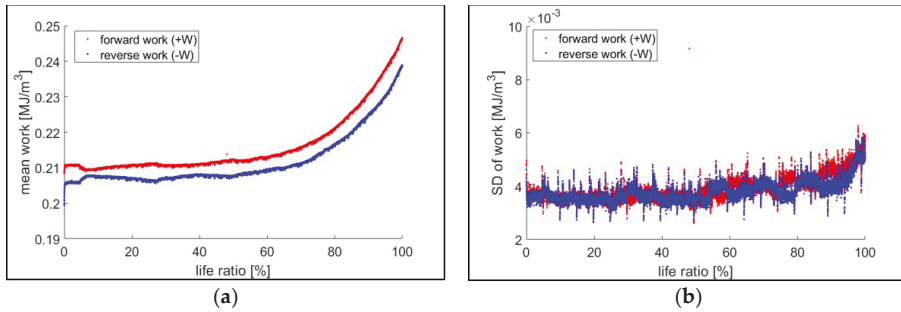 0.25
0.24
0.23
0.22
0.21
0.2
0.19
mean work [MJ/m³]
forward work (+W)
reverse work (-W)
0 20 40 60 80 100
life ratio [%]
(a)
10 × 10⁻³
8
6
4
2
SD of work [MJ/m³]
forward work (+W)
reverse work (-W)
0 20 40 60 80 100
life ratio [%]
(b)